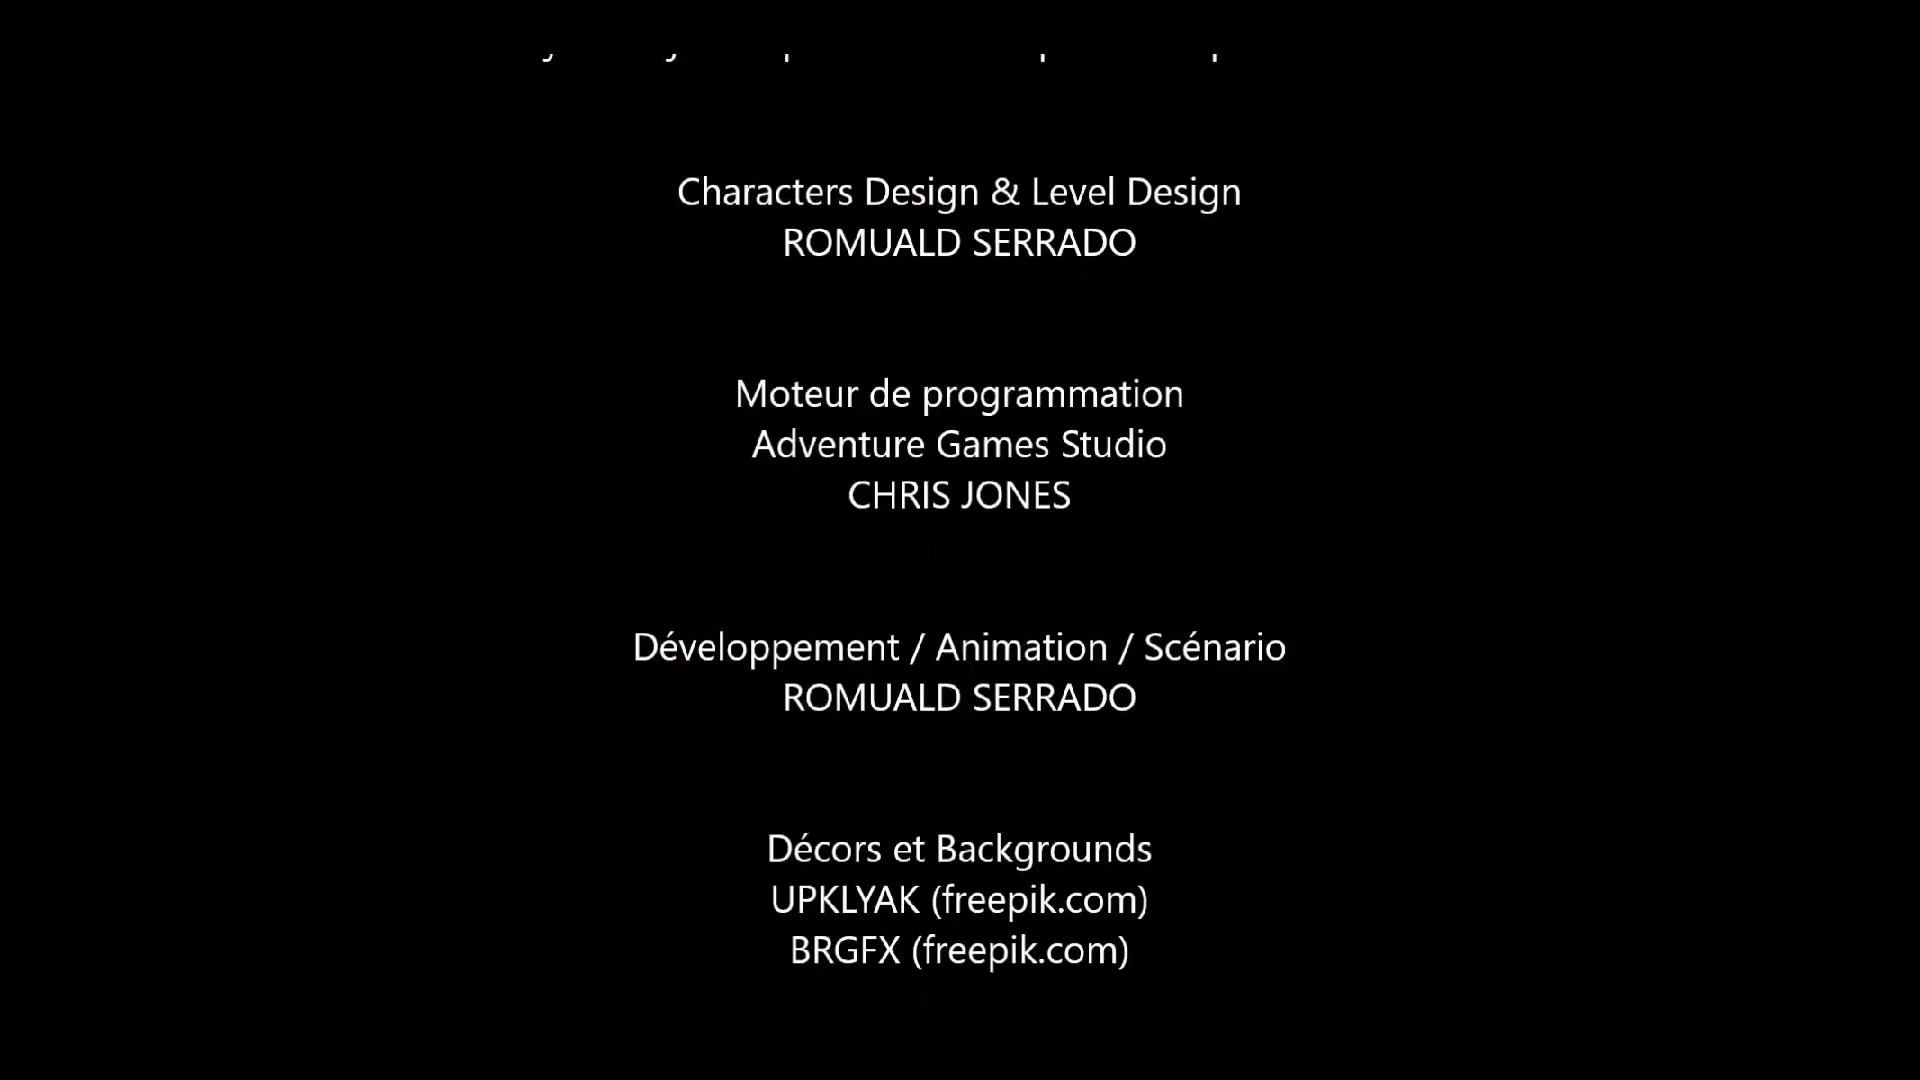 Characters Design & Level Design
ROMUALD SERRADO
Moteur de programmation
Adventure Games Studio
CHRIS JONES
Développement / Animation / Scénario
ROMUALD SERRADO
Décors et Backgrounds
UPKLYAK (freepik.com)
BRGFX (freepik.com)